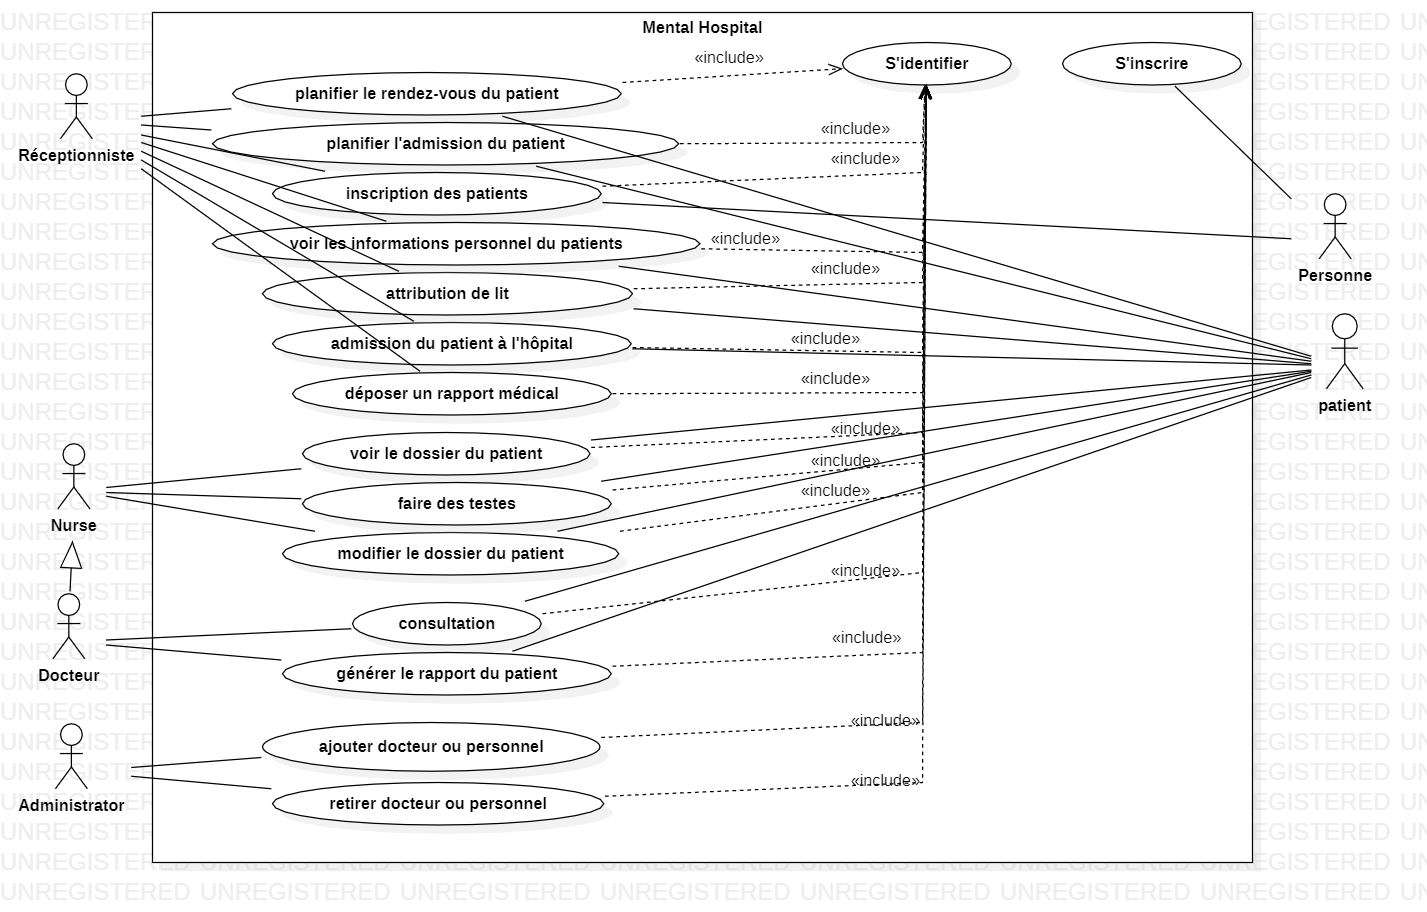 Mental Hospital
S'identifier
S'inscrire
«include»
planifier le rendez-vous du patient
«include»
planifier l'admission du patient
Réceptionniste
«include»
inscription des patients
«include»
voir les informations personnel du patients
«include»
Personne
attribution de lit
«include»
admission du patient à l'hôpital
«include»
déposer un rapport médical
patient
«include»
voir le dossier du patient
«include»
faire des testes
«include»
Nurse
modifier le dossier du patient
«include»
consultation
«include»
Docteur
générer le rapport du patient
«include»
ajouter docteur ou personnel
«include»
Administrator
retirer docteur ou personnel
UNREGISTERED UNREGISTERED UNREGISTERED UNREGISTERED UNREGISTERED UNREGISTERED UNREGISTERED